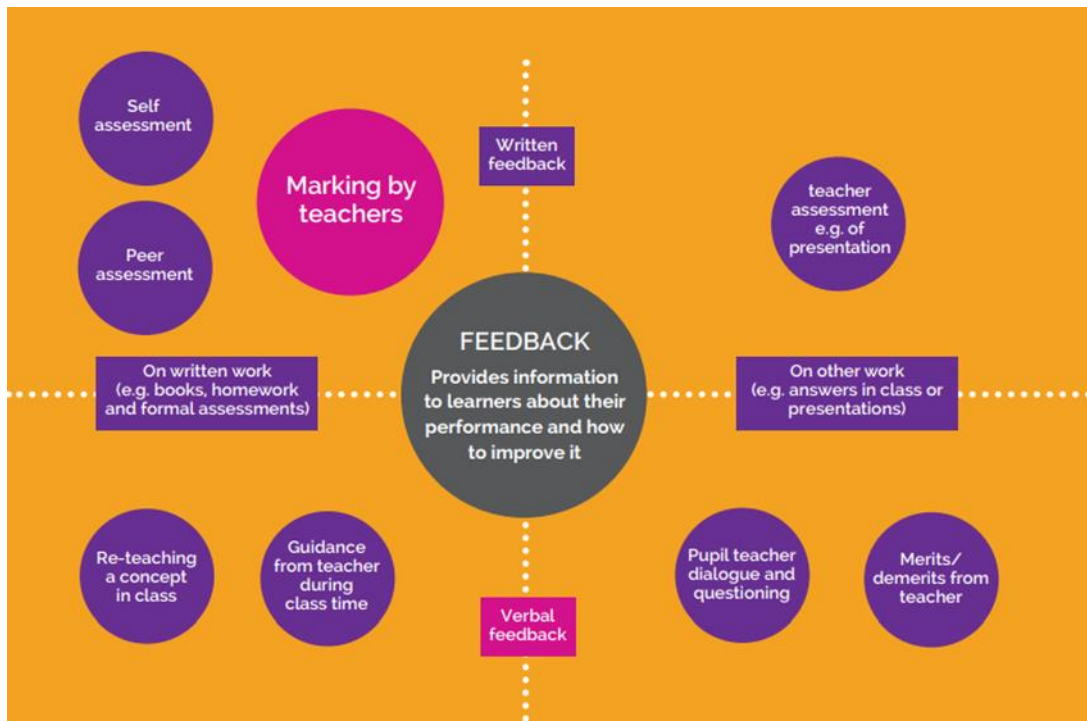 Self
assessment
Marking by
teachers
Written
feedback
teacher
assessment
e.g. of
presentation
Peer
assessment
On written work
(e.g. books, homework
and formal assessments)
FEEDBACK
Provides information
to learners about their
performance and how
to improve it
On other work
(e.g. answers in class or
presentations)
Re-teaching
a concept
in class
Guidance
from teacher
during
class time
Verbal
feedback
Pupil teacher
dialogue and
questioning
Merits/
demerits from
teacher